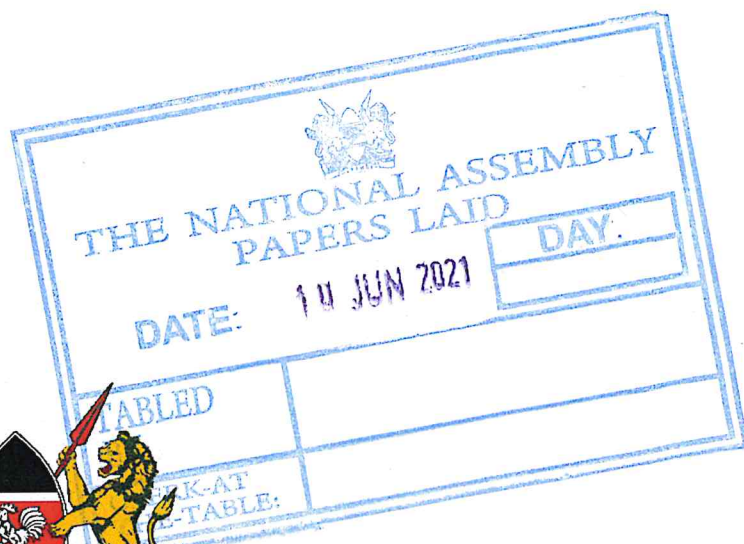 THE NATIONAL ASSEMBLY
PAPERS LAID
DATE: 10 JUN 2021
DAY.
TABLED